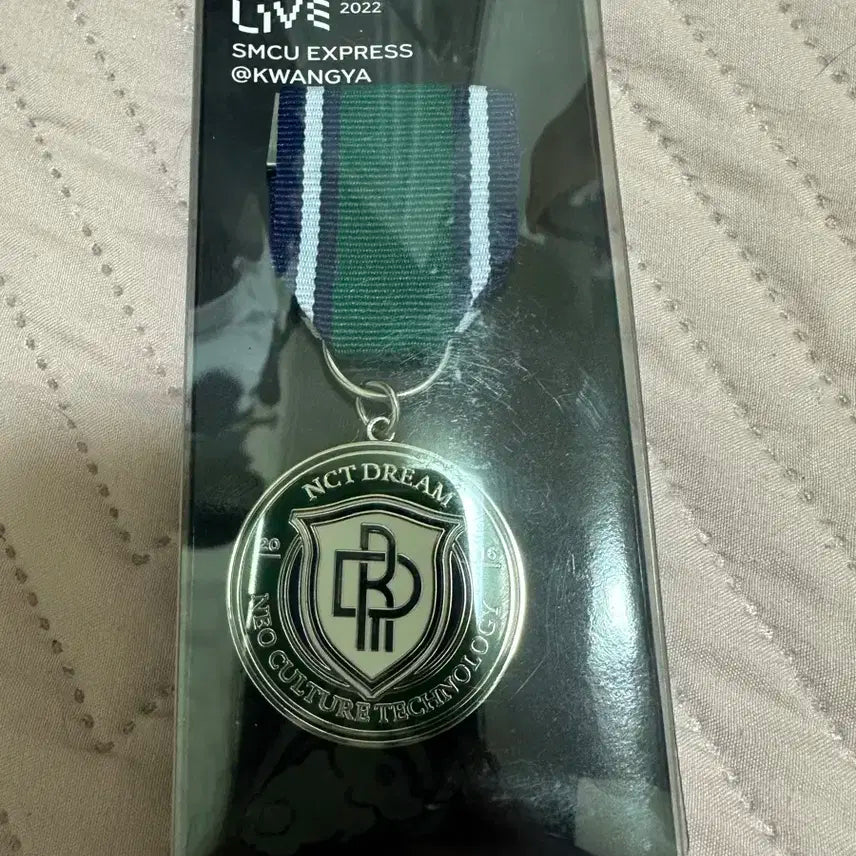 LiVE 2022
SMCU EXPRESS
@KWANGYA
NCT DREAM
20 16
NEO CULTURE TECHNOLOGY